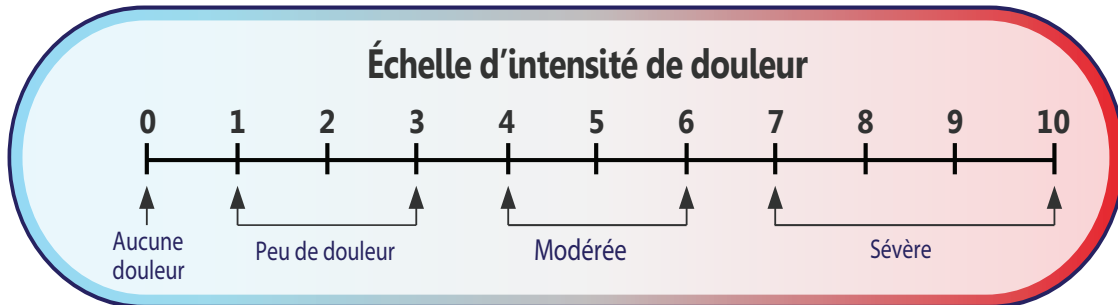 Échelle d’intensité de douleur
0 1 2 3 4 5 6 7 8 9 10
Aucune
douleur
Peu de douleur
Modérée
Sévère